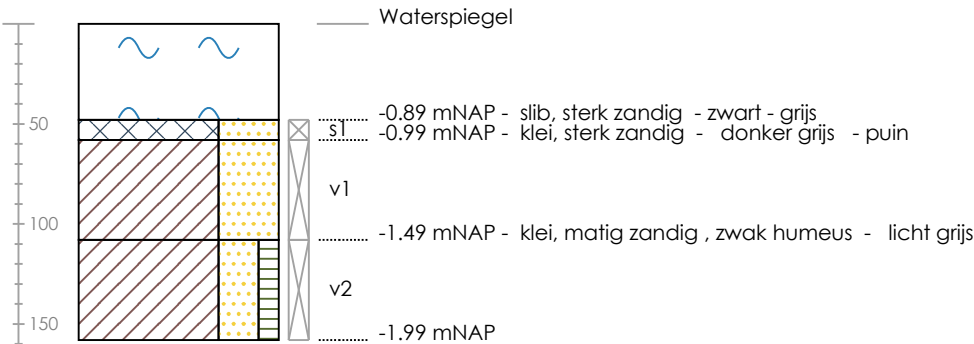 Waterspiegel
-0.89 mNAP - slib, sterk zandig - zwart - grijs
50
s1
-0.99 mNAP - klei, sterk zandig - donker grijs - puin
v1
100
-1.49 mNAP - klei, matig zandig , zwak humeus - licht grijs
v2
150
-1.99 mNAP